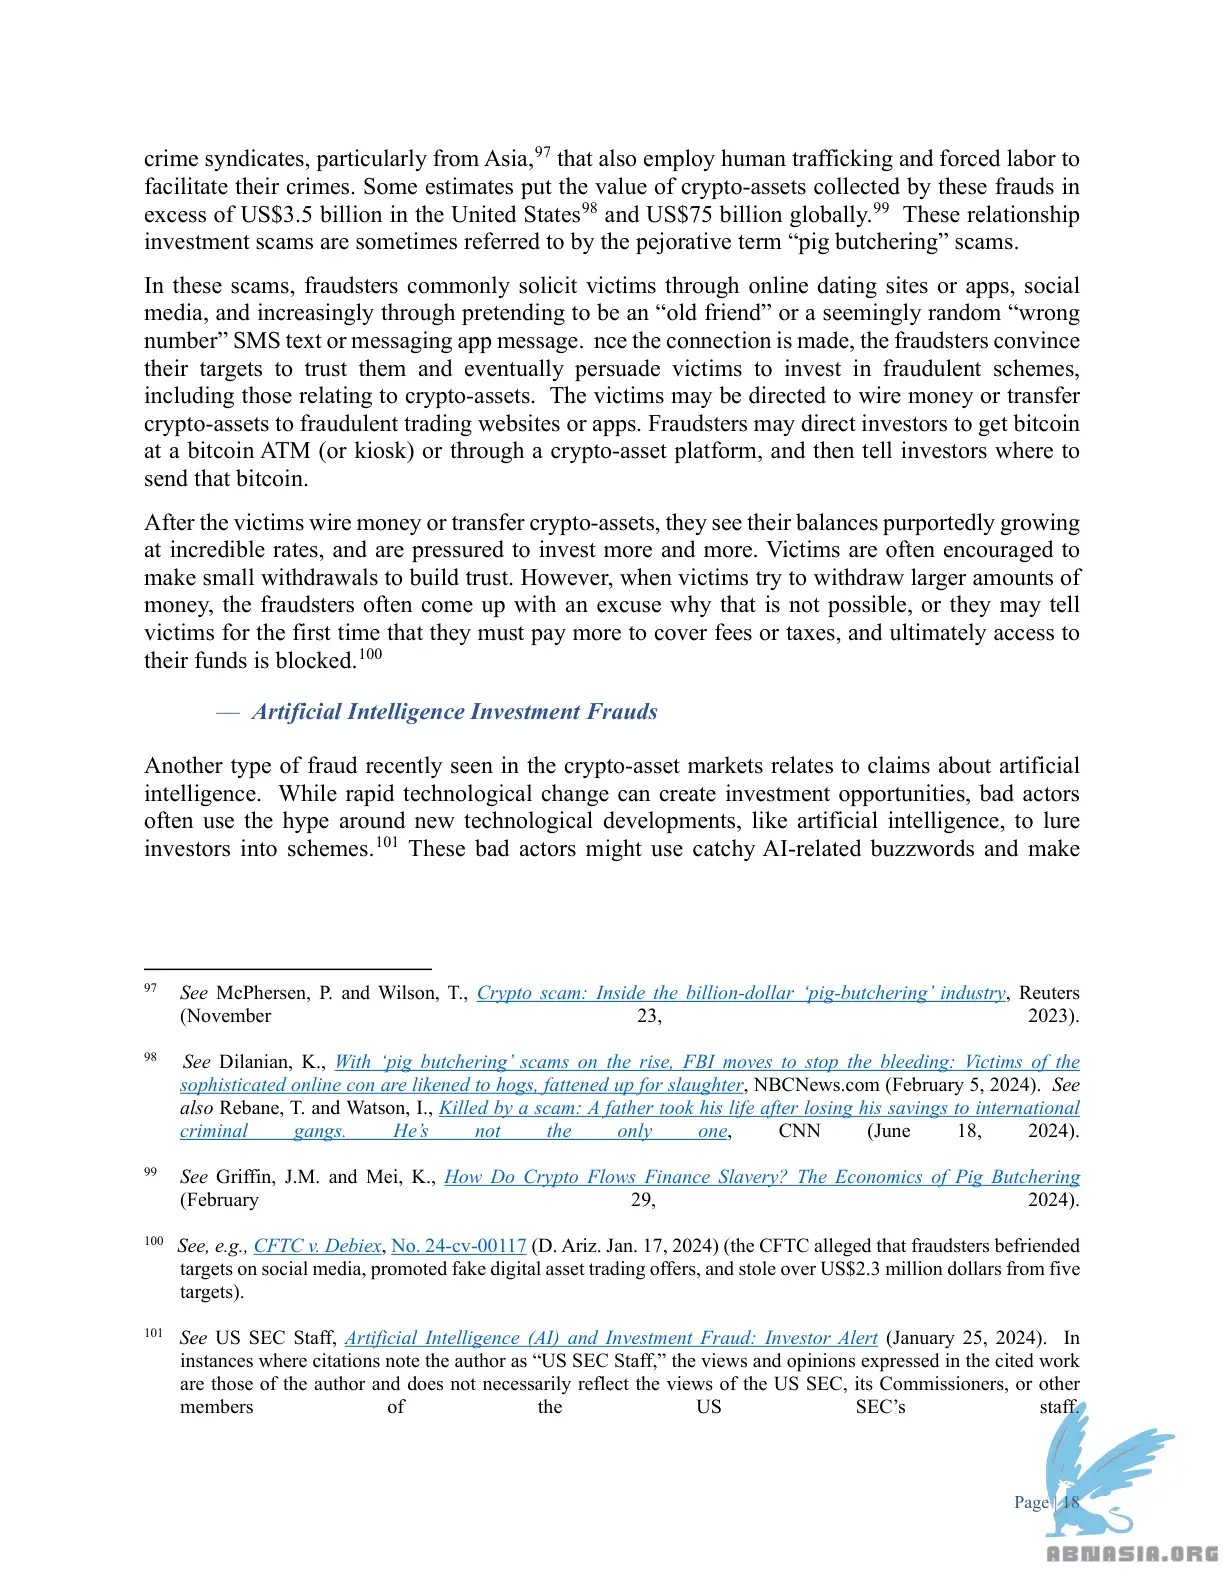 crime syndicates, particularly from Asia,97 that also employ human trafficking and forced labor to
facilitate their crimes. Some estimates put the value of crypto-assets collected by these frauds in
excess of US$3.5 billion in the United States98 and US$75 billion globally.99 These relationship
investment scams are sometimes referred to by the pejorative term “pig butchering” scams.
In these scams, fraudsters commonly solicit victims through online dating sites or apps, social
media, and increasingly through pretending to be an “old friend” or a seemingly random “wrong
number” SMS text or messaging app message. nce the connection is made, the fraudsters convince
their targets to trust them and eventually persuade victims to invest in fraudulent schemes,
including those relating to crypto-assets. The victims may be directed to wire money or transfer
crypto-assets to fraudulent trading websites or apps. Fraudsters may direct investors to get bitcoin
at a bitcoin ATM (or kiosk) or through a crypto-asset platform, and then tell investors where to
send that bitcoin.
After the victims wire money or transfer crypto-assets, they see their balances purportedly growing
at incredible rates, and are pressured to invest more and more. Victims are often encouraged to
make small withdrawals to build trust. However, when victims try to withdraw larger amounts of
money, the fraudsters often come up with an excuse why that is not possible, or they may tell
victims for the first time that they must pay more to cover fees or taxes, and ultimately access to
their funds is blocked.100
— Artificial Intelligence Investment Frauds
Another type of fraud recently seen in the crypto-asset markets relates to claims about artificial
intelligence. While rapid technological change can create investment opportunities, bad actors
often use the hype around new technological developments, like artificial intelligence, to lure
investors into schemes.101 These bad actors might use catchy AI-related buzzwords and make
97 See McPhersen, P. and Wilson, T., Crypto scam: Inside the billion-dollar ‘pig-butchering’ industry, Reuters
(November 23, 2023).
98 See Dilanian, K., With ‘pig butchering’ scams on the rise, FBI moves to stop the bleeding: Victims of the
sophisticated online con are likened to hogs, fattened up for slaughter, NBCNews.com (February 5, 2024). See
also Rebane, T. and Watson, I., Killed by a scam: A father took his life after losing his savings to international
criminal gangs. He’s not the only one, CNN (June 18, 2024).
99 See Griffin, J.M. and Mei, K., How Do Crypto Flows Finance Slavery? The Economics of Pig Butchering
(February 29, 2024).
100 See, e.g., CFTC v. Debiex, No. 24-cv-00117 (D. Ariz. Jan. 17, 2024) (the CFTC alleged that fraudsters befriended
targets on social media, promoted fake digital asset trading offers, and stole over US$2.3 million dollars from five
targets).
101 See US SEC Staff, Artificial Intelligence (AI) and Investment Fraud: Investor Alert (January 25, 2024). In
instances where citations note the author as “US SEC Staff,” the views and opinions expressed in the cited work
are those of the author and does not necessarily reflect the views of the US SEC, its Commissioners, or other
members of the US SEC’s staff.
Page | 18
ABNASIA.ORG